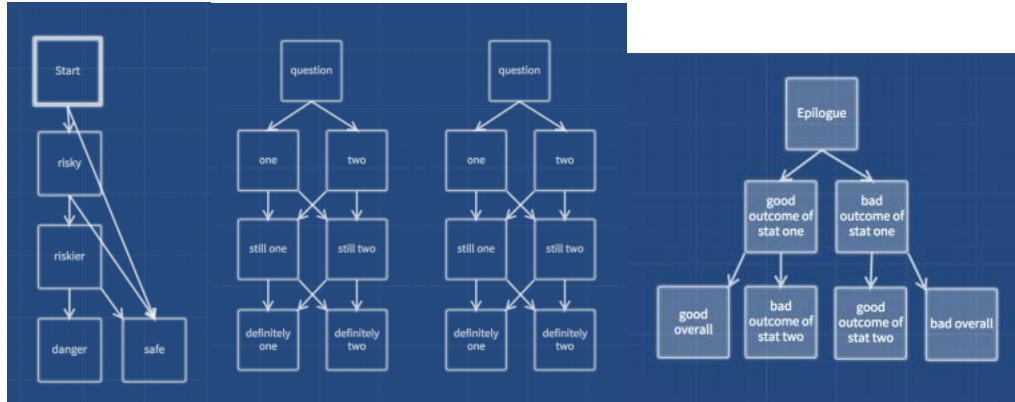 Start
risky
riskier
danger
safe
question
one
two
still one
still two
definitely
one
definitely
two
question
one
two
still one
still two
definitely
one
definitely
two
Epilogue
good
outcome of
stat one
bad
outcome of
stat one
good
overall
bad
outcome of
stat two
good
outcome of
stat two
bad overall